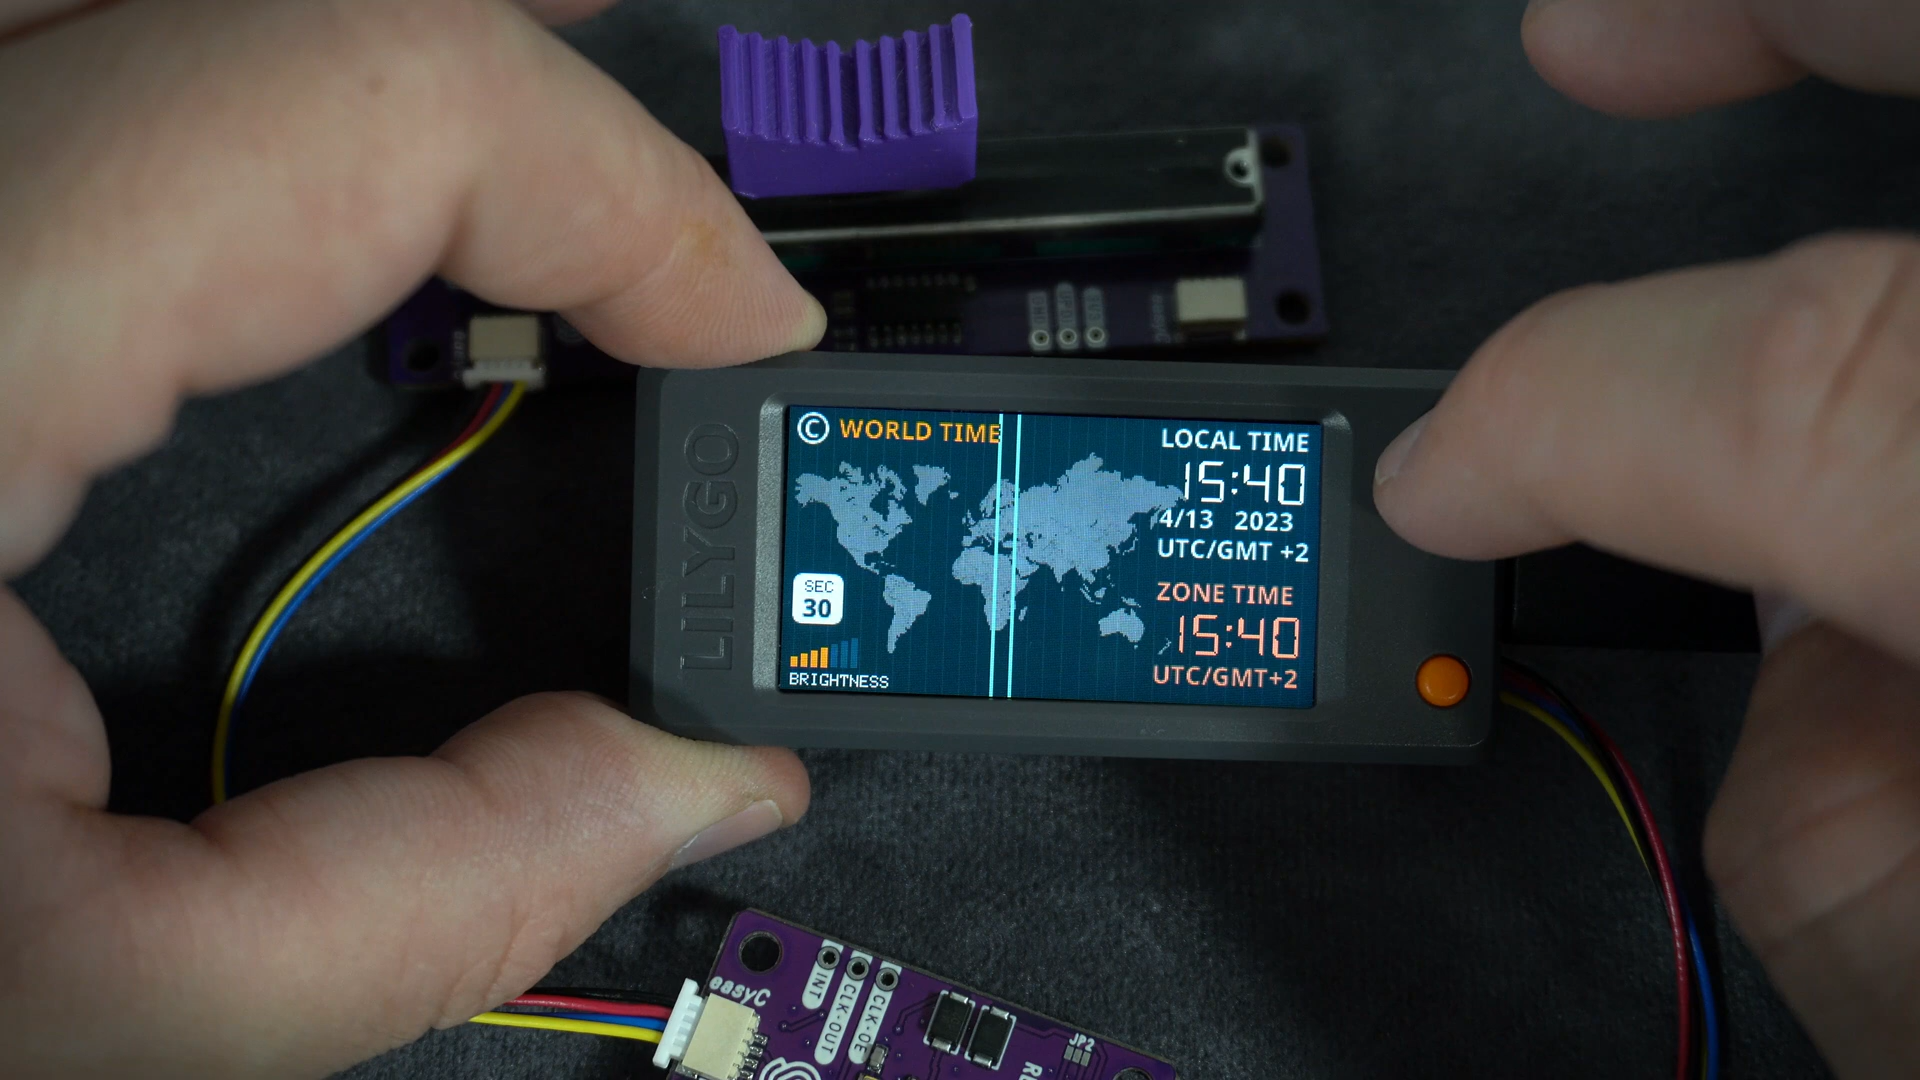 LILYGO
© WORLD TIME
LOCAL TIME
15:40
4/13 2023
UTC/GMT +2
ZONE TIME
15:40
UTC/GMT+2
SEC
30
BRIGHTNESS
easyC
INT
CLK-OUT
CLK-OE
JP2